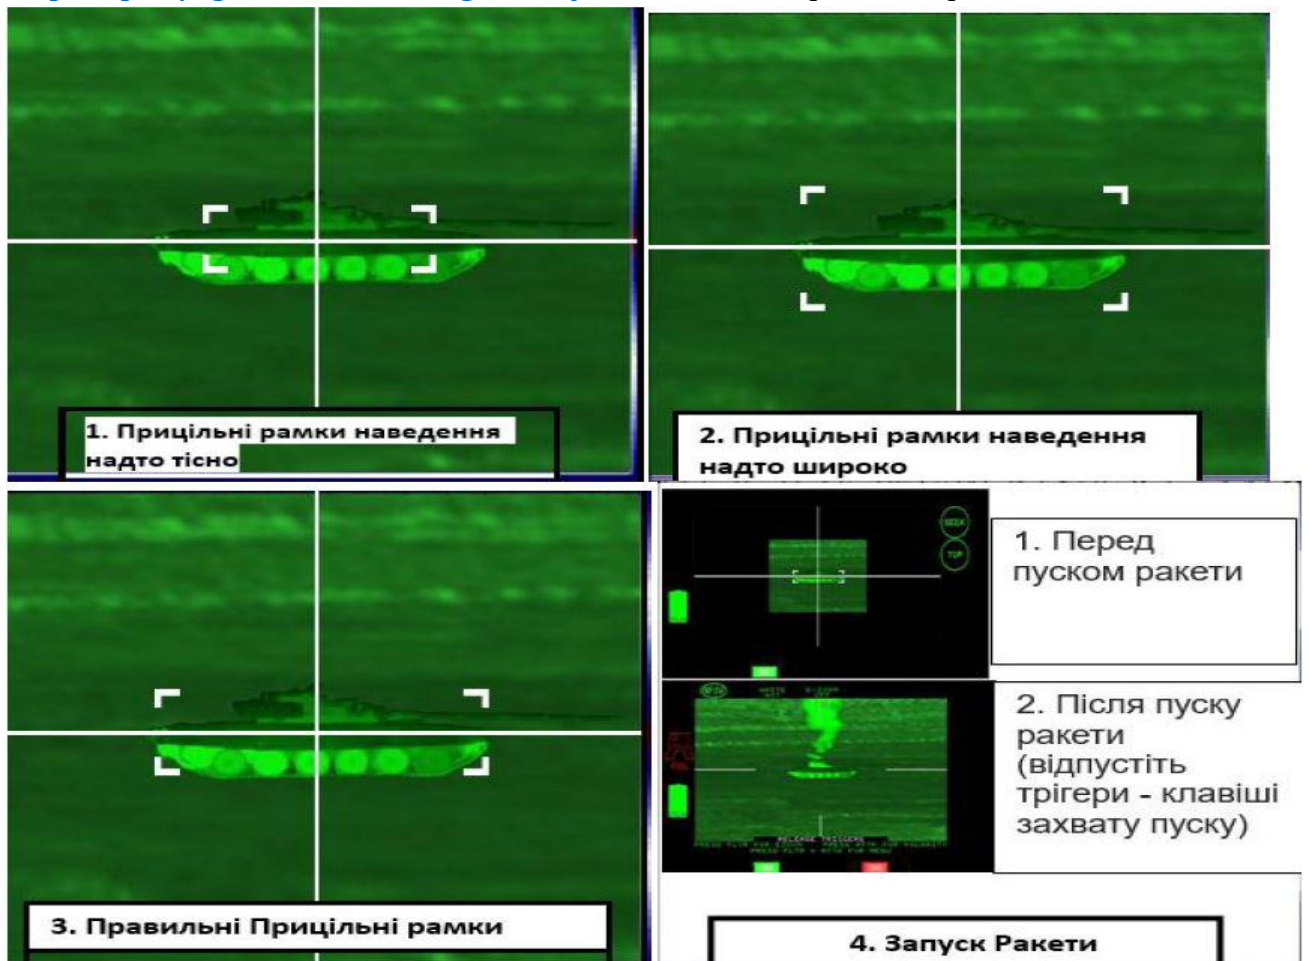 1. Прицільні рамки наведення
надто тісно
2. Прицільні рамки наведення
надто широко
3. Правильні Прицільні рамки
SEEK
TOP
1. Перед
пуском ракети
2. Після пуску
ракети
(відпустіть
трігери - клавіші
захвату пуску)
RELEASE TRIGGERS
4. Запуск Ракети